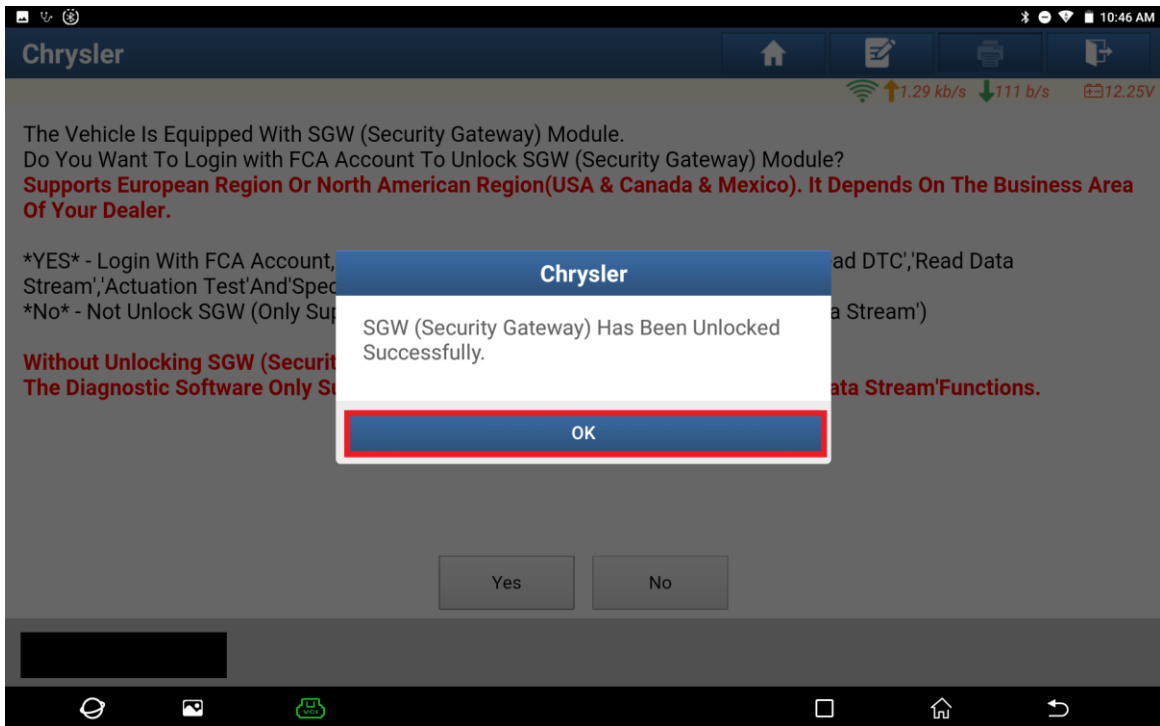 10:46 AM
Chrysler
1.29 kb/s 111 b/s 12.25V
The Vehicle Is Equipped With SGW (Security Gateway) Module.
Do You Want To Login with FCA Account To Unlock SGW (Security Gateway) Module?
Supports European Region Or North American Region(USA & Canada & Mexico). It Depends On The Business Area
Of Your Dealer.
*YES* - Login With FCA Account, ad DTC','Read Data
Stream','Actuation Test'And'Spec
*No* - Not Unlock SGW (Only Sup a Stream')
Without Unlocking SGW (Securit
The Diagnostic Software Only Su ata Stream'Functions.
Chrysler
SGW (Security Gateway) Has Been Unlocked
Successfully.
OK
Yes No
VCI